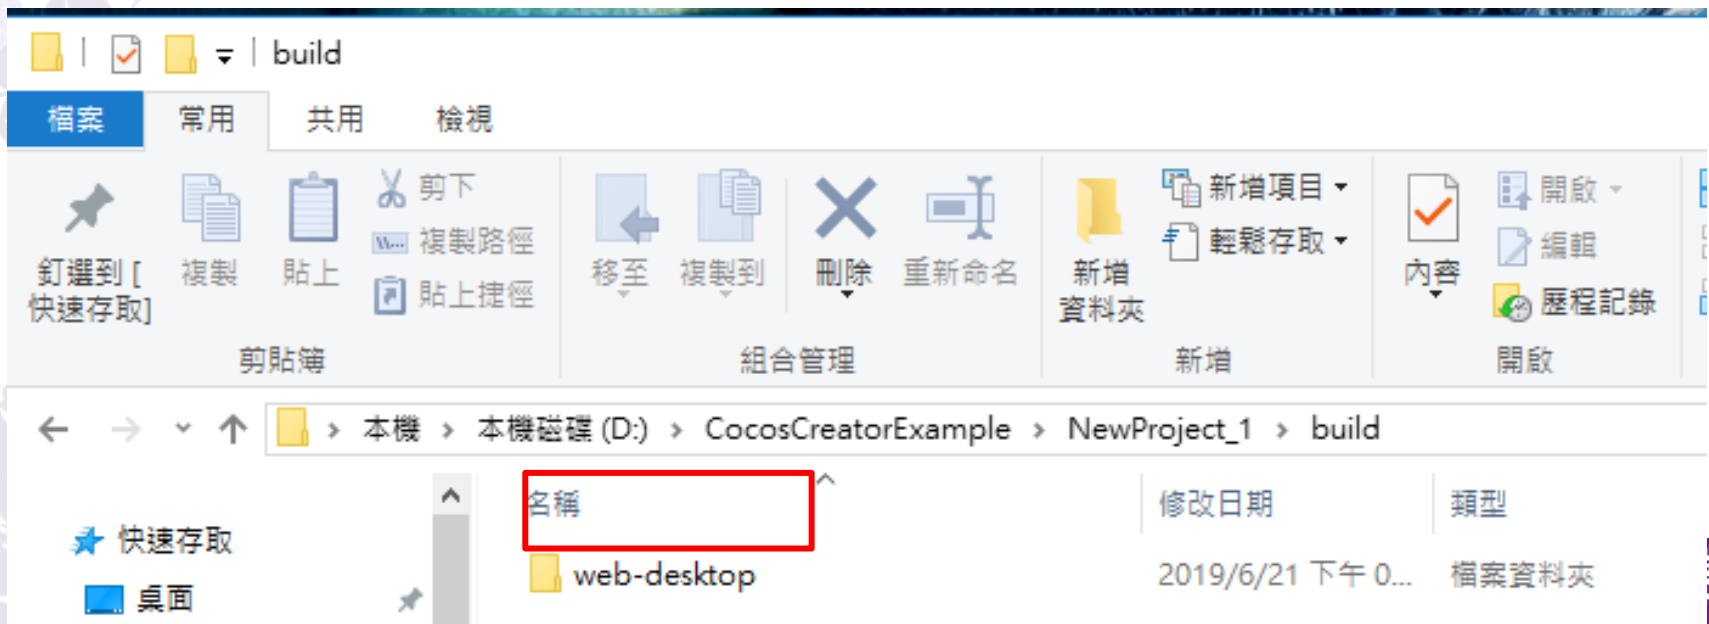 build
檔案 常用 共用 檢視
釘選到 [
快速存取]
複製
貼上
剪下
複製路徑
貼上捷徑
剪貼簿
移至
複製到
刪除
重新命名
組合管理
新增
資料夾
新增項目
輕鬆存取
新增
內容
開啟
編輯
歷程記錄
開啟
本機 > 本機磁碟 (D:) > CocosCreatorExample > NewProject_1 > build
快速存取
桌面
名稱 修改日期 類型
web-desktop 2019/6/21 下午 0... 檔案資料夾